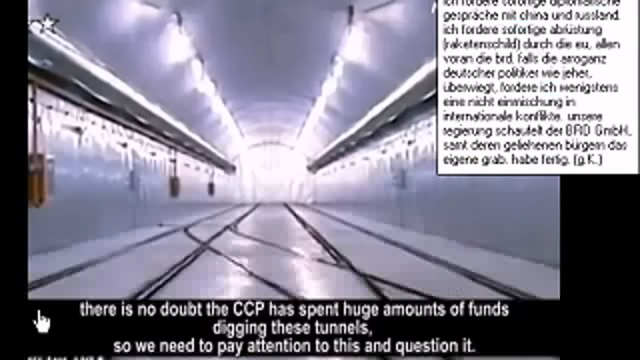 ich fordere sofortige diplomatische
gespräche mit china und russland.
ich fordere sofortige abrüstung
(raketenschild) durch die eu, allen
voran die brd. falls die arroganz
deutscher politiker wie jeher,
überwiegt, fordere ich wenigstens
eine nicht einmischung in
internationale konflikte. unsere
regierung schaufelt der BRD GmbH.
samt deren geliehenen bürgern das
eigene grab. habe fertig. (g.K.)
there is no doubt the CCP has spent huge amounts of funds
digging these tunnels,
so we need to pay attention to this and question it.